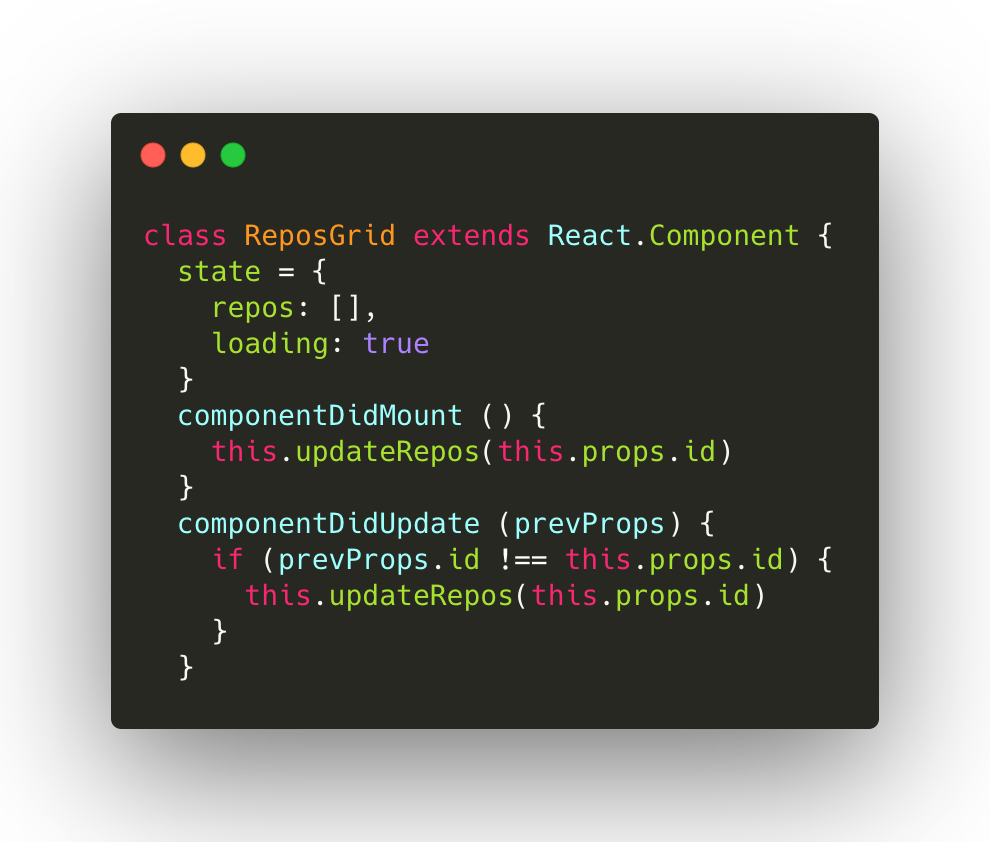 class ReposGrid extends React.Component {
  state = {
    repos: [],
    loading: true
  }
  componentDidMount () {
    this.updateRepos(this.props.id)
  }
  componentDidUpdate (prevProps) {
    if (prevProps.id !== this.props.id) {
      this.updateRepos(this.props.id)
    }
  }